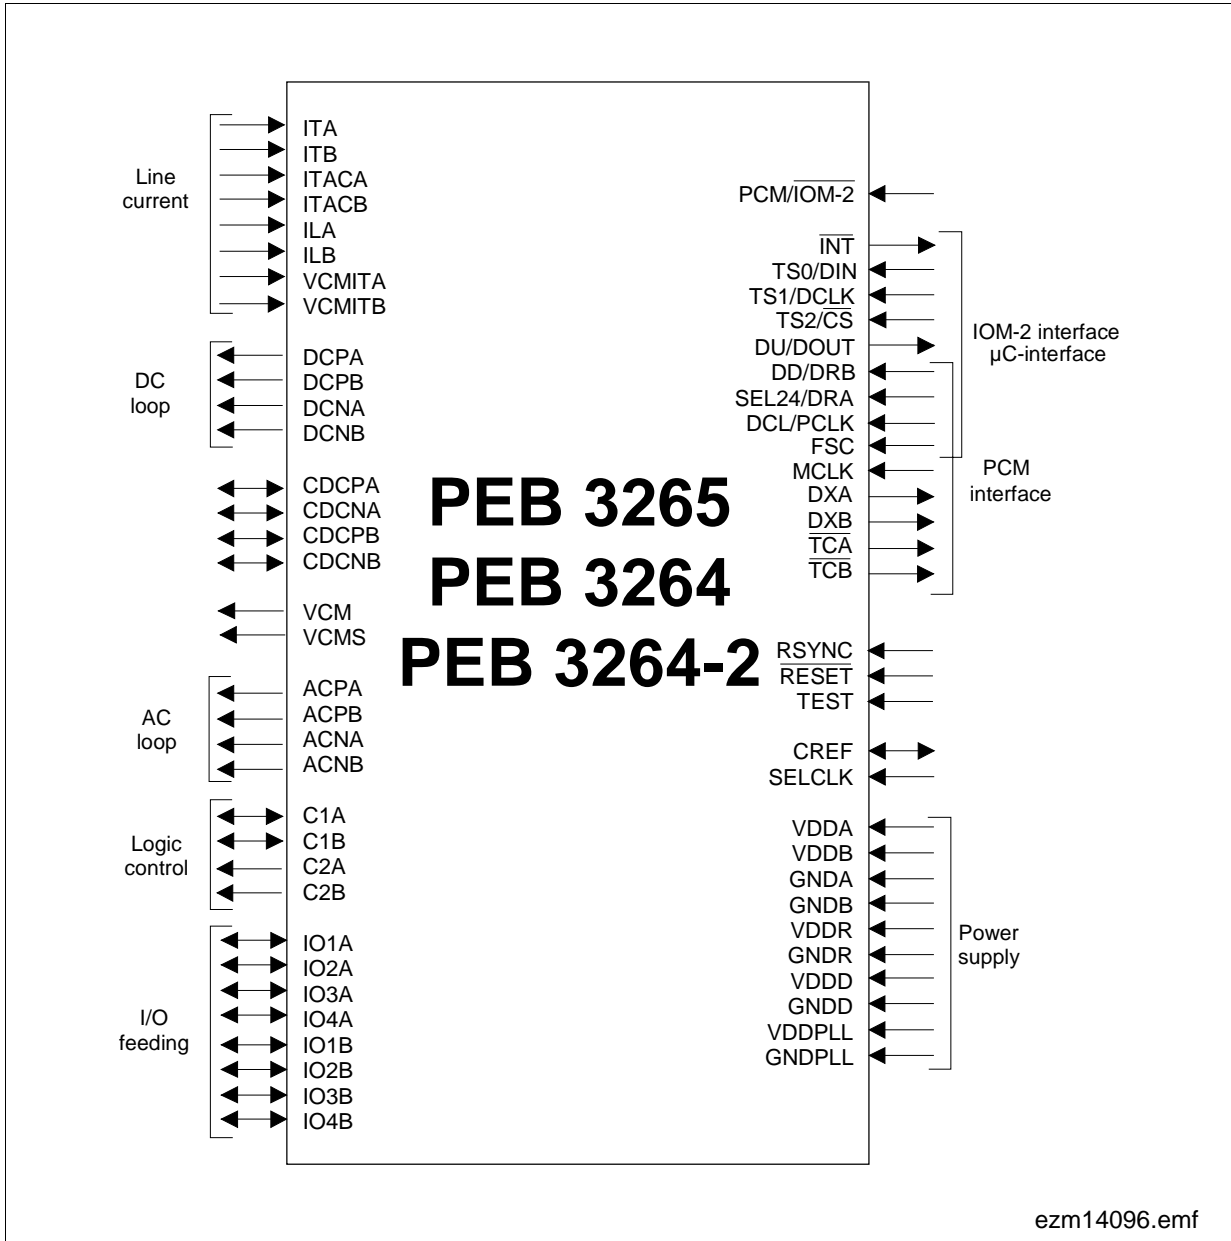 Line
current
ITA
ITB
ITACA
ITACB
ILA
ILB
VCMITA
VCMITB
DC
loop
DCPA
DCPB
DCNA
DCNB
CDCPA
CDCNA
CDCPB
CDCNB
VCM
VCMS
AC
loop
ACPA
ACPB
ACNA
ACNB
Logic
control
C1A
C1B
C2A
C2B
I/O
feeding
IO1A
IO2A
IO3A
IO4A
IO1B
IO2B
IO3B
IO4B
PEB 3265
PEB 3264
PEB 3264-2
PCM/IOM-2
INT
TS0/DIN
TS1/DCLK
TS2/CS
DU/DOUT
DD/DRB
SEL24/DRA
DCL/PCLK
FSC
MCLK
DXA
DXB
TCA
TCB
IOM-2 interface
µC-interface
PCM
interface
RSYNC
RESET
TEST
CREF
SELCLK
VDDA
VDDB
GNDA
GNDB
VDDR
GNDR
VDDD
GNDD
VDDPLL
GNDPLL
Power
supply
ezm14096.emf